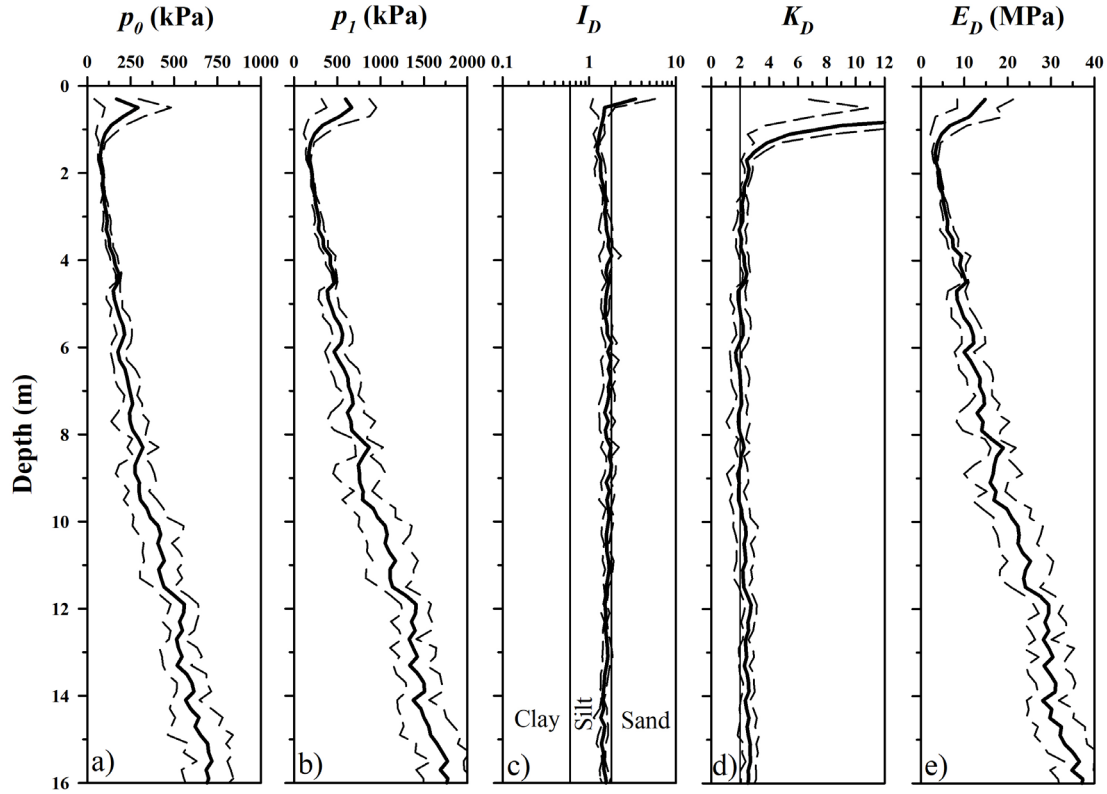 p0 (kPa) p1 (kPa) ID KD ED (MPa)
0 250 500 750 1000 0 500 1000 1500 2000 0.1 1 10 0 2 4 6 8 10 12 0 10 20 30 40
0
2
4
6
8
10
12
14
16
Depth (m)
Clay Silt Sand
a) b) c) d) e)